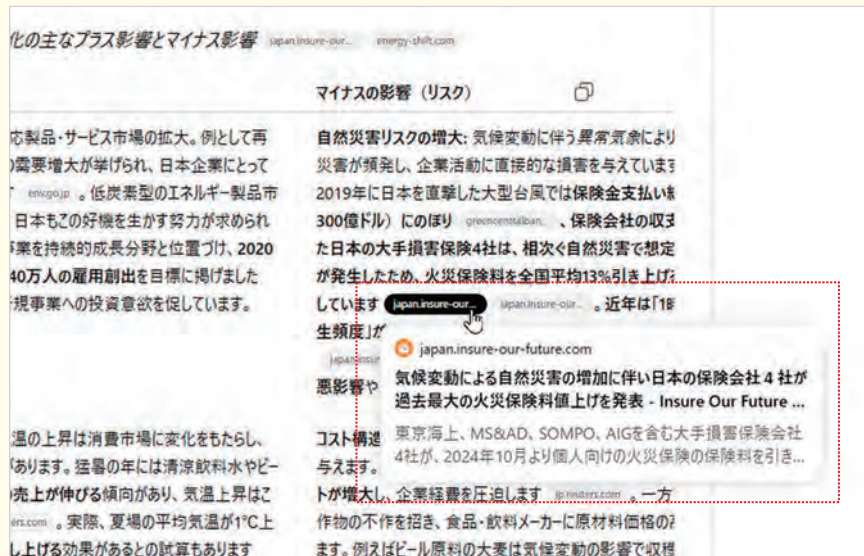 化の主なプラス影響とマイナス影響 japan.insure-our... energy-shift.com
マイナスの影響（リスク）
応製品・サービス市場の拡大。例として再
の需要増大が挙げられ、日本企業にとって
env.go.jp 。低炭素型のエネルギー製品市
日本もこの好機を生かす努力が求められ
事業を持続的成長分野と位置づけ、2020
40万人の雇用創出を目標に掲げました
規事業への投資意欲を促しています。
温の上昇は消費市場に変化をもたらし、
があります。猛暑の年には清涼飲料水やビー
売上が伸びる傾向があり、気温上昇はこ
ers.com 。実際、夏場の平均気温が1℃上
し上げる効果があるとの試算もあります
自然災害リスクの増大: 気候変動に伴う異常気象により
災害が頻発し、企業活動に直接的な損害を与えています
2019年に日本を直撃した大型台風では保険金支払い
300億ドル）にのぼり 、保険会社の収支
た日本の大手損害保険4社は、相次ぐ自然災害で想定
が発生したため、火災保険料を全国平均13%引き上げ
しています japan.insure-our... japan.insure-our... 。近年は「1
生頻度」が
悪影響や
japan.insure-our-future.com
気候変動による自然災害の増加に伴い日本の保険会社 4 社が
過去最大の火災保険料値上げを発表 - Insure Our Future ...
東京海上、MS&AD、SOMPO、AIGを含む大手損害保険会社
4社が、2024年10月より個人向けの火災保険の保険料を引き...
コスト構造
与えます。
トが増大し、企業経費を圧迫します jp.reuters.com 。一方
作物の不作を招き、食品・飲料メーカーに原材料価格の
ます。例えばビール原料の大麦は気候変動の影響で収穫